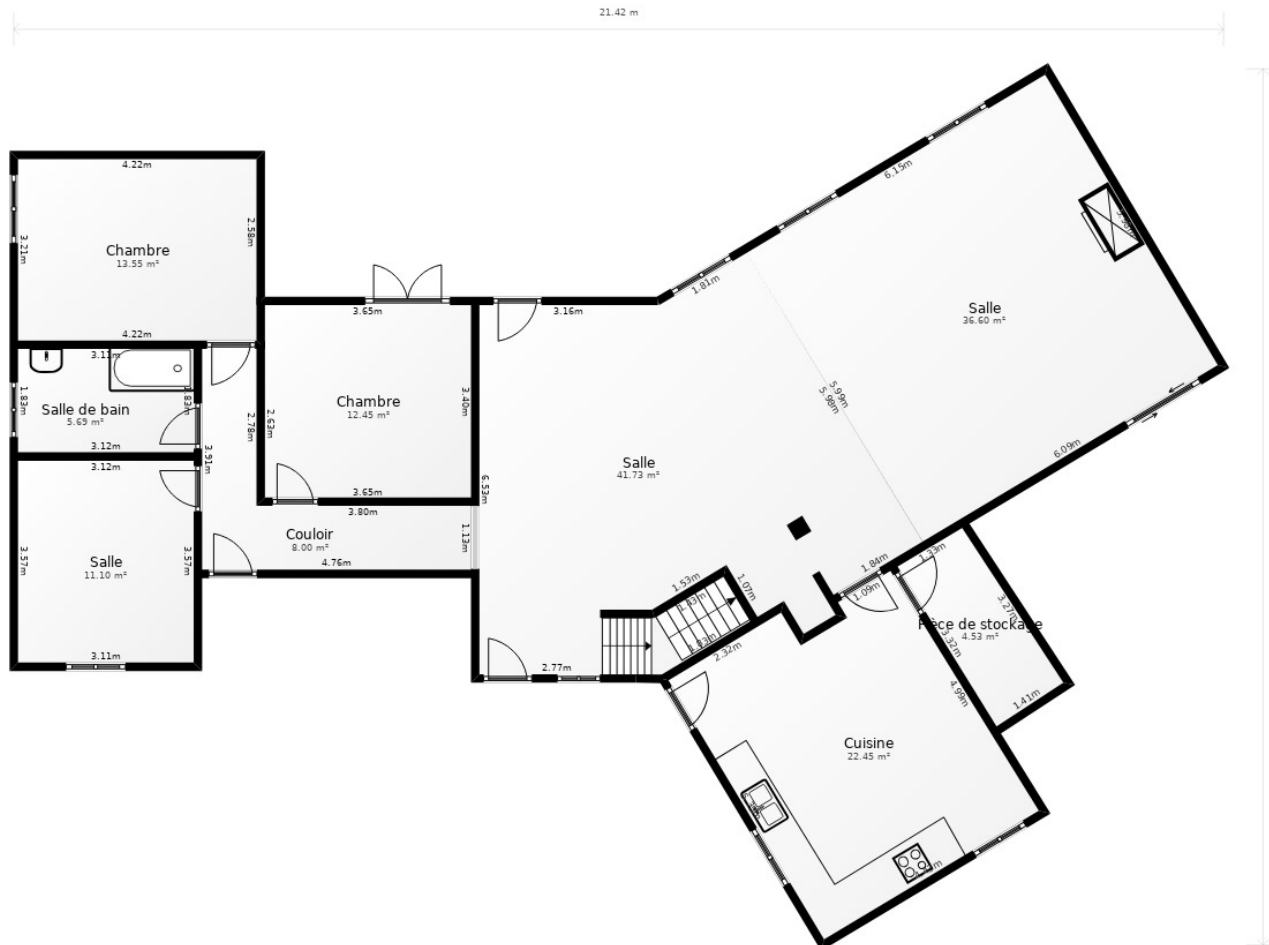 21.42 m
4.22m
Chambre
13.55 m²
3.21m
2.58m
4.22m
3.11m
1.83m
Salle de bain
5.69 m²
1.83m
3.12m
3.12m
3.57m
Salle
11.10 m²
3.57m
3.11m
3.91m
2.78m
2.63m
3.65m
Chambre
12.45 m²
3.40m
3.65m
3.80m
Couloir
8.00 m²
4.76m
1.13m
3.16m
6.53m
Salle
41.73 m²
1.81m
6.15m
5.99m
5.98m
Salle
36.60 m²
6.09m
1.53m
1.07m
1.43m
2.77m
2.32m
1.84m
1.09m
1.33m
3.27m
Pièce de stockage
4.53 m²
3.32m
1.41m
4.99m
Cuisine
22.45 m²